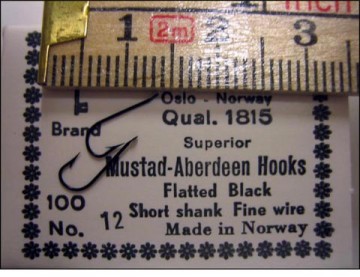 1 2m 2 3 inch
Oslo - Norway
Brand Qual. 1815
Superior
Mustad-Aberdeen Hooks
Flatted Black
100 Short shank Fine wire
No. 12 Made in Norway